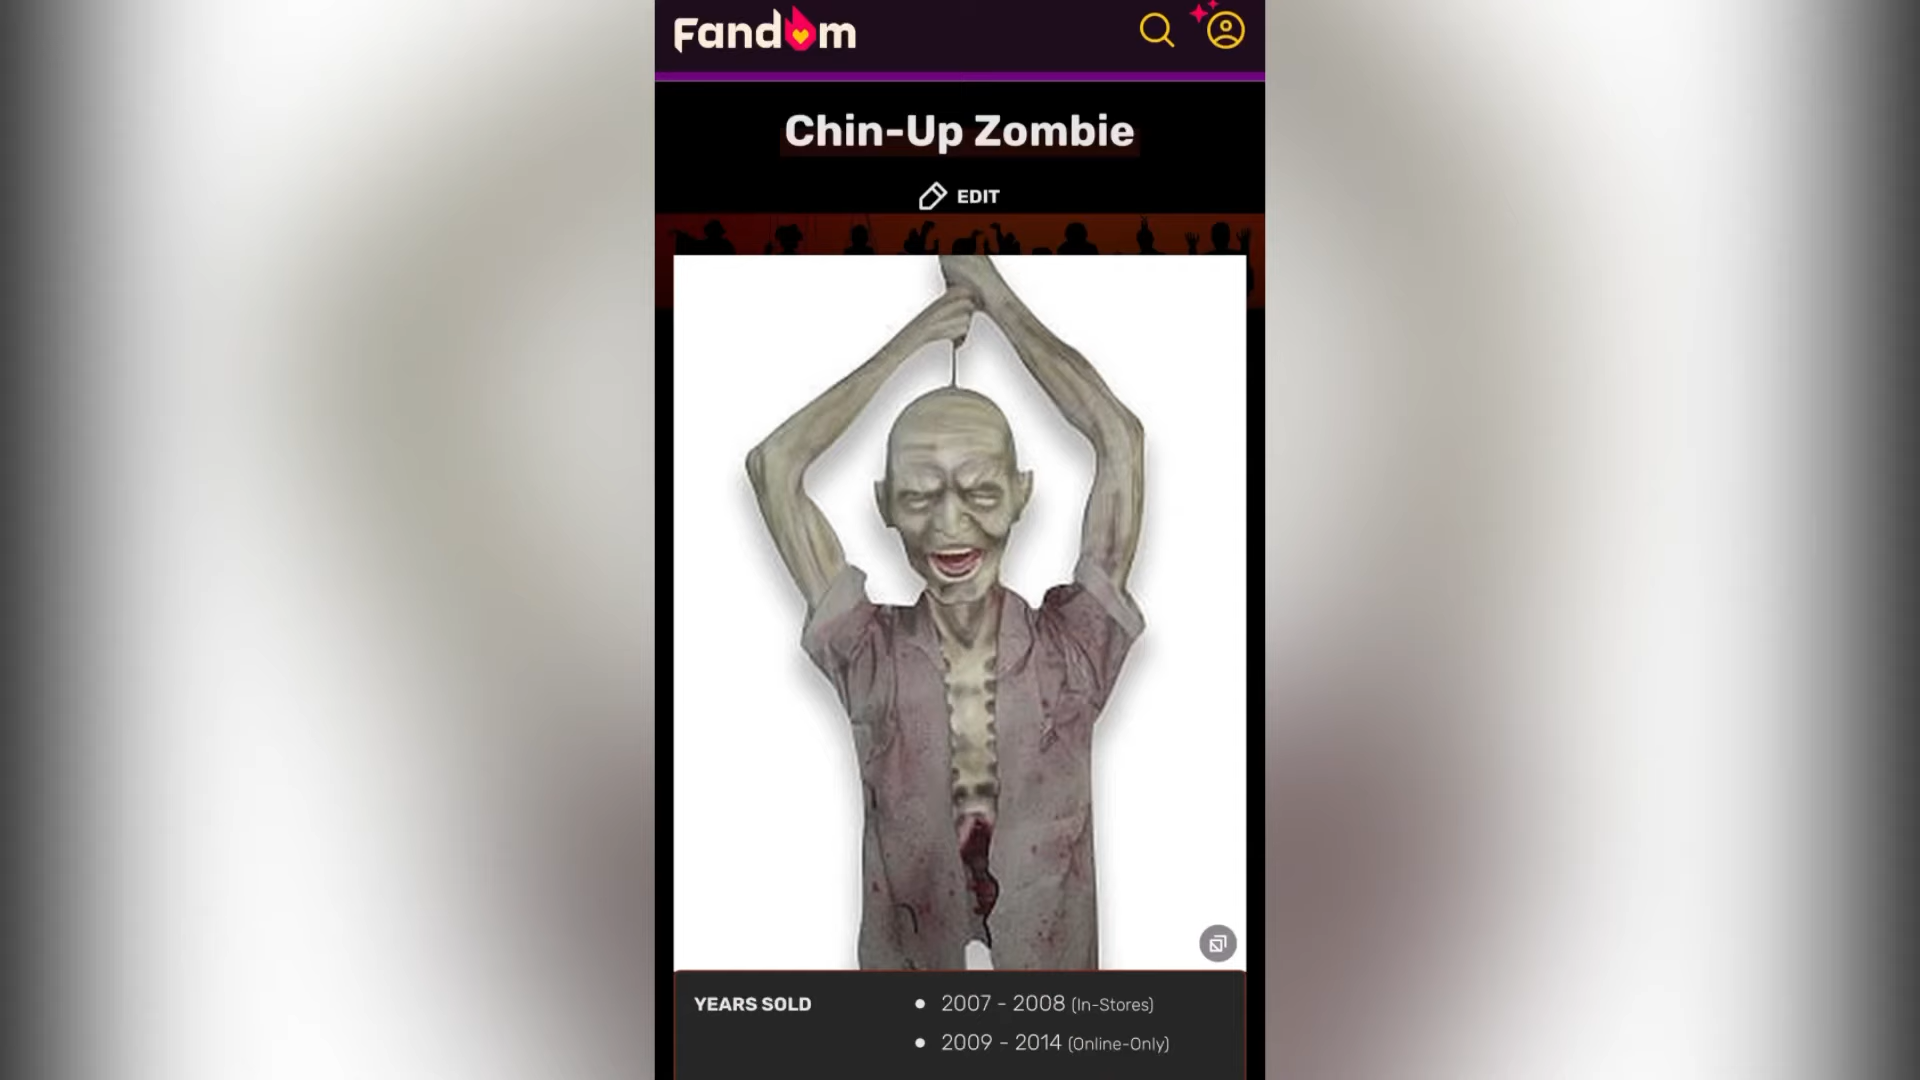 Fandom
Chin-Up Zombie
EDIT
YEARS SOLD
2007 - 2008 (In-Stores)
2009 - 2014 (Online-Only)